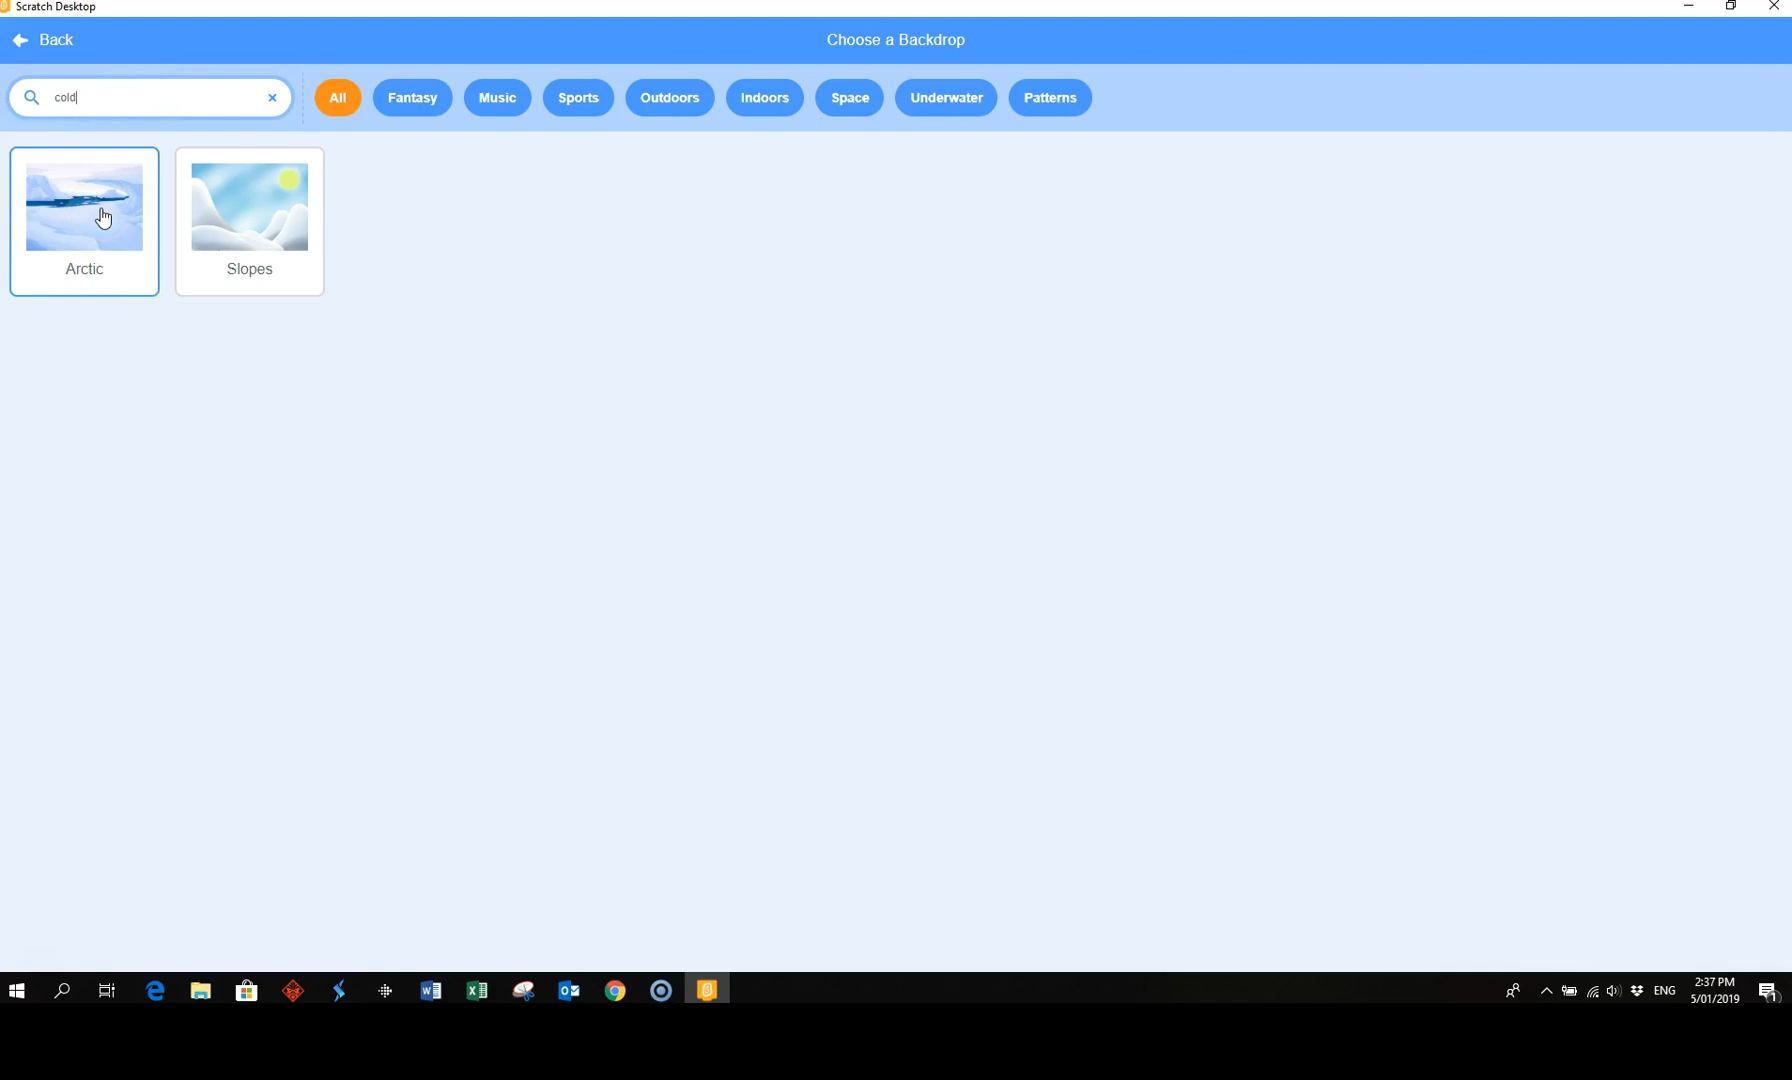 Scratch Desktop
Back
Choose a Backdrop
cold
All
Fantasy
Music
Sports
Outdoors
Indoors
Space
Underwater
Patterns
Arctic
Slopes
ENG
2:37 PM
5/01/2019
1